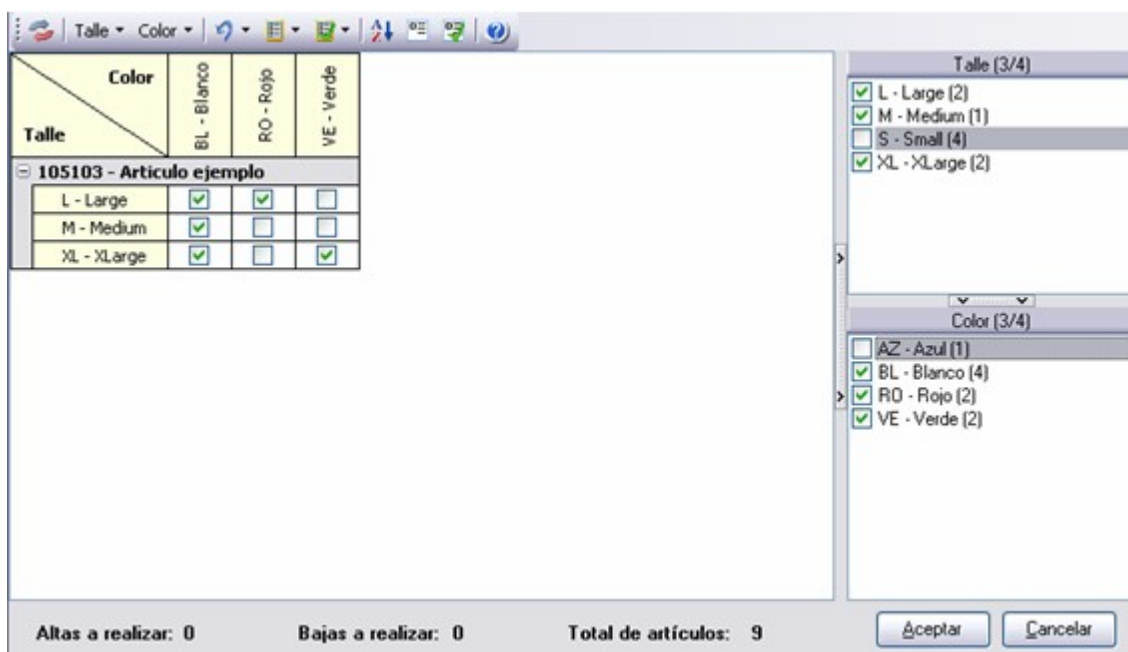 Talle Color
Color
Talle
BL - Blanco
RO - Rojo
VE - Verde
105103 - Articulo ejemplo
L - Large
M - Medium
XL - XLarge
Talle (3/4)
L - Large (2)
M - Medium (1)
S - Small (4)
XL - XLarge (2)
Color (3/4)
AZ - Azul (1)
BL - Blanco (4)
RO - Rojo (2)
VE - Verde (2)
Altas a realizar: 0 Bajas a realizar: 0 Total de artículos: 9 Aceptar Cancelar